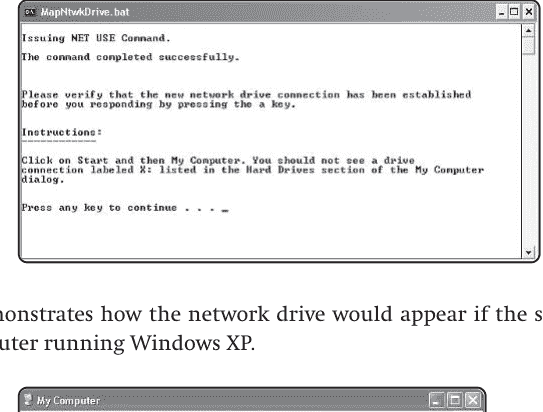 MapNtwkDrive.bat
Issuing NET USE Command.
The command completed successfully.
Please verify that the new network drive connection has been established
before you responding by pressing the a key.
Instructions:
------------
Click on Start and then My Computer. You should not see a drive
connection labeled X: listed in the Hard Drives section of the My Computer
dialog.
Press any key to continue . . . _
nonstrates how the network drive would appear if the s
uter running Windows XP.
My Computer